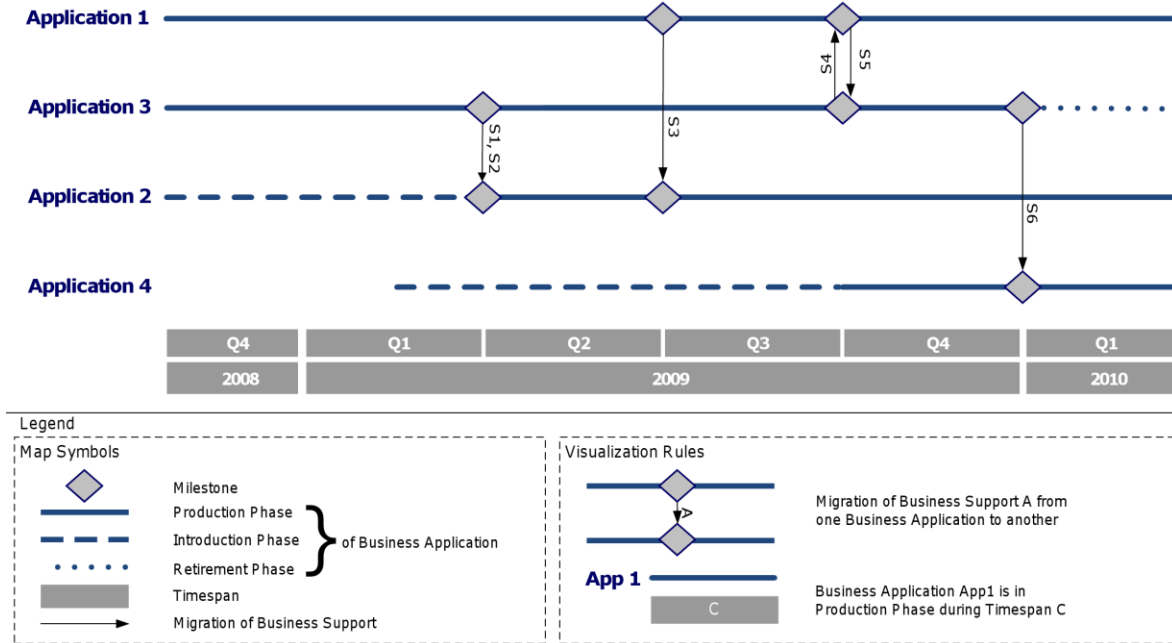 Application 1
S4
S5
Application 3
S1, S2
S3
Application 2
S6
Application 4
Q4 Q1 Q2 Q3 Q4 Q1
2008 2009 2010
Legend
Map Symbols
Milestone
Production Phase
Introduction Phase
of Business Application
Retirement Phase
Timespan
Migration of Business Support
Visualization Rules
A
Migration of Business Support A from
one Business Application to another
App 1
C
Business Application App1 is in
Production Phase during Timespan C